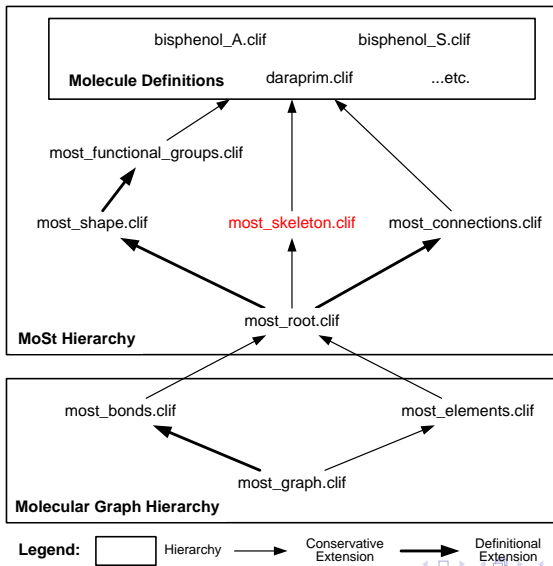 bisphenol_A.clif bisphenol_S.clif
Molecule Definitions daraprim.clif ...etc.
most_functional_groups.clif
most_shape.clif most_skeleton.clif most_connections.clif
most_root.clif
MoSt Hierarchy
most_bonds.clif most_elements.clif
most_graph.clif
Molecular Graph Hierarchy
Legend: Hierarchy Conservative Extension Definitional Extension